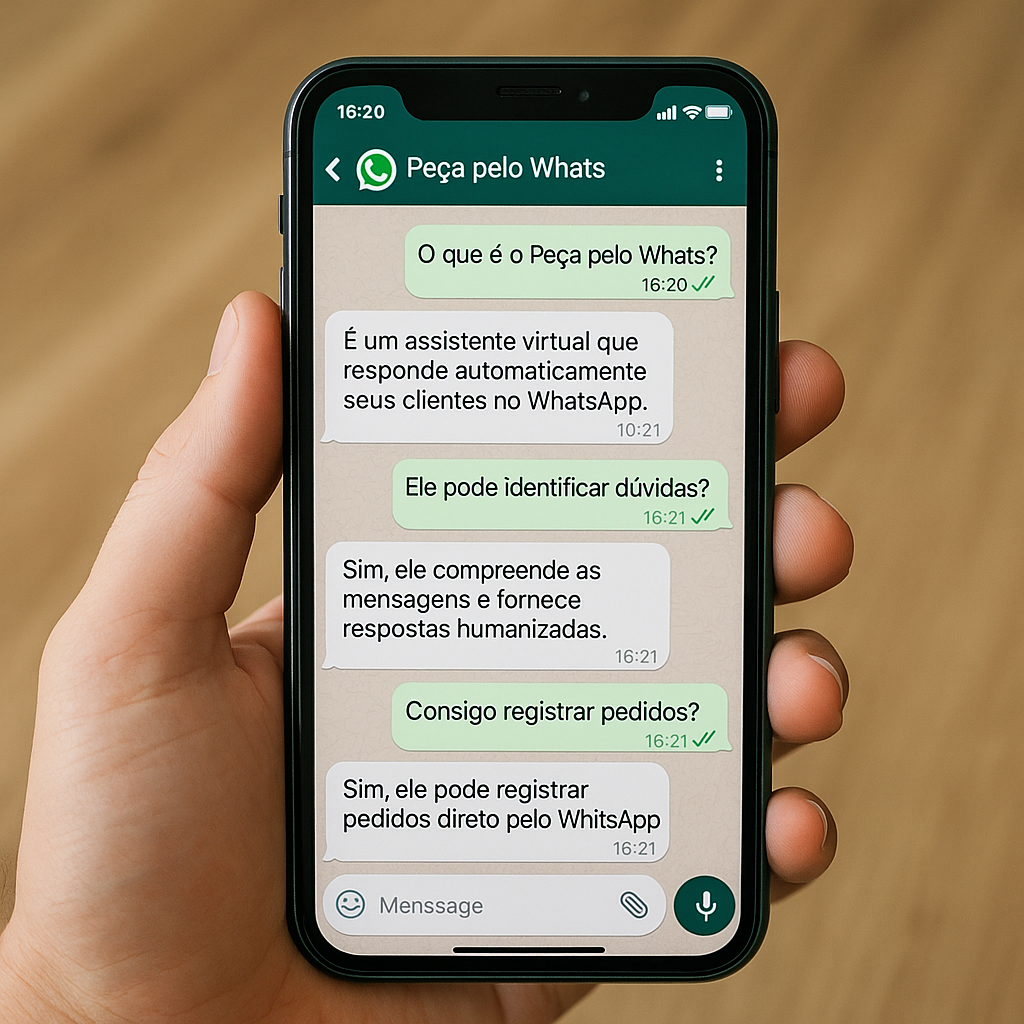 16:20
Peça pelo Whats
O que é o Peça pelo Whats?
16:20
É um assistente virtual que
responde automaticamente
seus clientes no WhatsApp.
10:21
Ele pode identificar dúvidas?
16:21
Sim, ele compreende as
mensagens e fornece
respostas humanizadas.
16:21
Consigo registrar pedidos?
16:21
Sim, ele pode registrar
pedidos direto pelo WhitsApp
16:21
Menssage